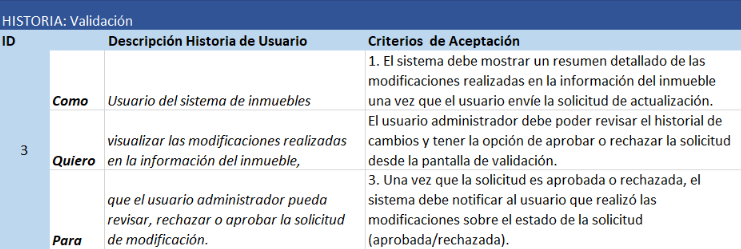 HISTORIA: Validación
ID Descripción Historia de Usuario Criterios de Aceptación
3
Como Usuario del sistema de inmuebles
1. El sistema debe mostrar un resumen detallado de las
modificaciones realizadas en la información del inmueble
una vez que el usuario envíe la solicitud de actualización.
Quiero visualizar las modificaciones realizadas
en la información del inmueble,
El usuario administrador debe poder revisar el historial de
cambios y tener la opción de aprobar o rechazar la solicitud
desde la pantalla de validación.
Para que el usuario administrador pueda
revisar, rechazar o aprobar la solicitud
de modificación.
3. Una vez que la solicitud es aprobada o rechazada, el
sistema debe notificar al usuario que realizó las
modificaciones sobre el estado de la solicitud
(aprobada/rechazada).